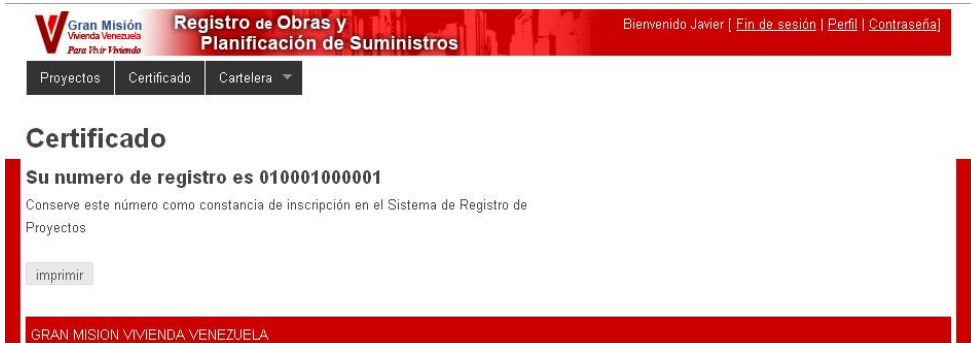 Gran Misión
Vivienda Venezuela
Para Vivir Viviendo
Registro de Obras y
Planificación de Suministros
Bienvenido Javier [ Fin de sesión | Perfil | Contraseña]
Proyectos
Certificado
Cartelera
Certificado
Su numero de registro es 010001000001
Conserve este número como constancia de inscripción en el Sistema de Registro de
Proyectos
imprimir
GRAN MISION VIVIENDA VENEZUELA